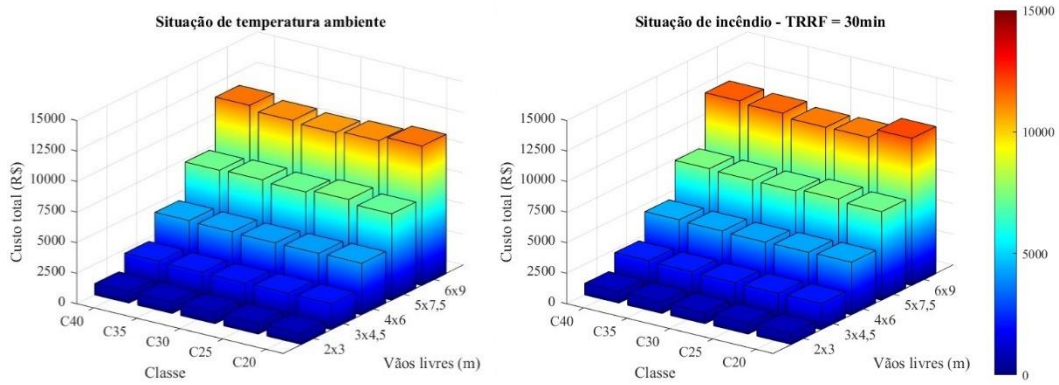 Situação de temperatura ambiente
15000
12500
10000
7500
5000
2500
0
Custo total (R$)
C40
C35
C30
C25
C20
Classe
2x3
3x4,5
4x6
5x7,5
6x9
Vãos livres (m)
Situação de incêndio - TRRF = 30min
15000
12500
10000
7500
5000
2500
0
Custo total (R$)
C40
C35
C30
C25
C20
Classe
2x3
3x4,5
4x6
5x7,5
6x9
Vãos livres (m)
15000
10000
5000
0